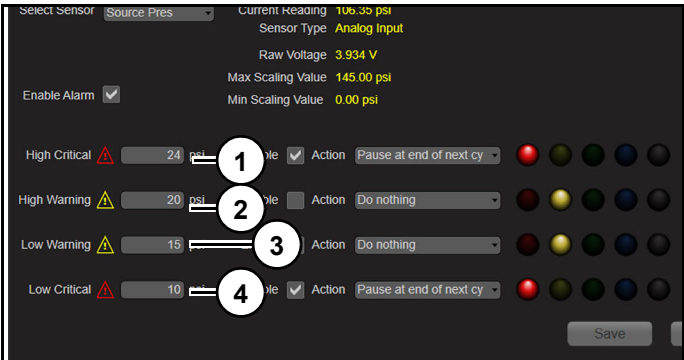 Select Sensor Source Pres Current Reading 106.35 psi
Sensor Type Analog Input
Raw Voltage 3.934 V
Max Scaling Value 145.00 psi
Enable Alarm
Min Scaling Value 0.00 psi
High Critical 24 psi 1 Action Pause at end of next cy
High Warning 20 psi 2 Action Do nothing
Low Warning 15 3 Action Do nothing
Low Critical 10 4 Action Pause at end of next cy
Save